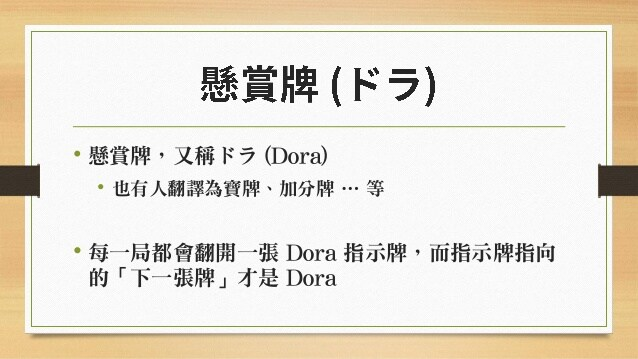 懸賞牌 (ドラ)
• 懸賞牌，又稱ドラ (Dora)
• 也有人翻譯為寶牌、加分牌 … 等
• 每一局都會翻開一張 Dora 指示牌，而指示牌指向
的「下一張牌」才是 Dora